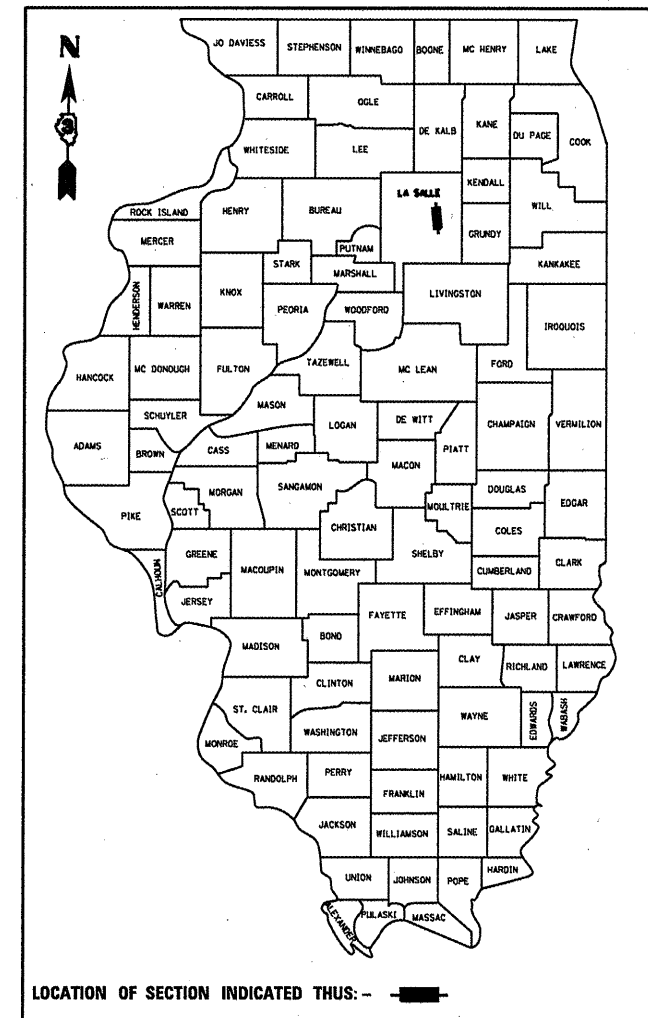 N
JO DAVIESS STEPHENSON WINNEBAGO BOONE MC HENRY LAKE
CARROLL OGLE DE KALB KANE DU PAGE COOK
WHITESIDE LEE
LA SALLE KENDALL WILL
ROCK ISLAND HENRY BUREAU GRUNDY
MERCER PUTNAM KANKAKEE
STARK MARSHALL
HENDERSON WARREN KNOX PEORIA WOODFORD LIVINGSTON IROQUOIS
HANCOCK MC DONOUGH FULTON TAZEWELL MC LEAN FORD
SCHUYLER MASON LOGAN DE WITT CHAMPAIGN VERMILION
ADAMS BROWN CASS MENARD MACON PIATT
PIKE SCOTT MORGAN SANGAMON CHRISTIAN MOULTRIE DOUGLAS EDGAR
COLES
CALHOUN GREENE MACOUPIN MONTGOMERY SHELBY CUMBERLAND CLARK
JERSEY FAYETTE EFFINGHAM JASPER CRAWFORD
MADISON BOND
CLAY RICHLAND LAWRENCE
CLINTON MARION
ST. CLAIR WAYNE EDWARDS WABASH
MONROE WASHINGTON JEFFERSON
RANDOLPH PERRY HAMILTON WHITE
FRANKLIN
JACKSON WILLIAMSON SALINE GALLATIN
UNION JOHNSON POPE HARDIN
ALEXANDER PULASKI MASSAC
LOCATION OF SECTION INDICATED THUS: -